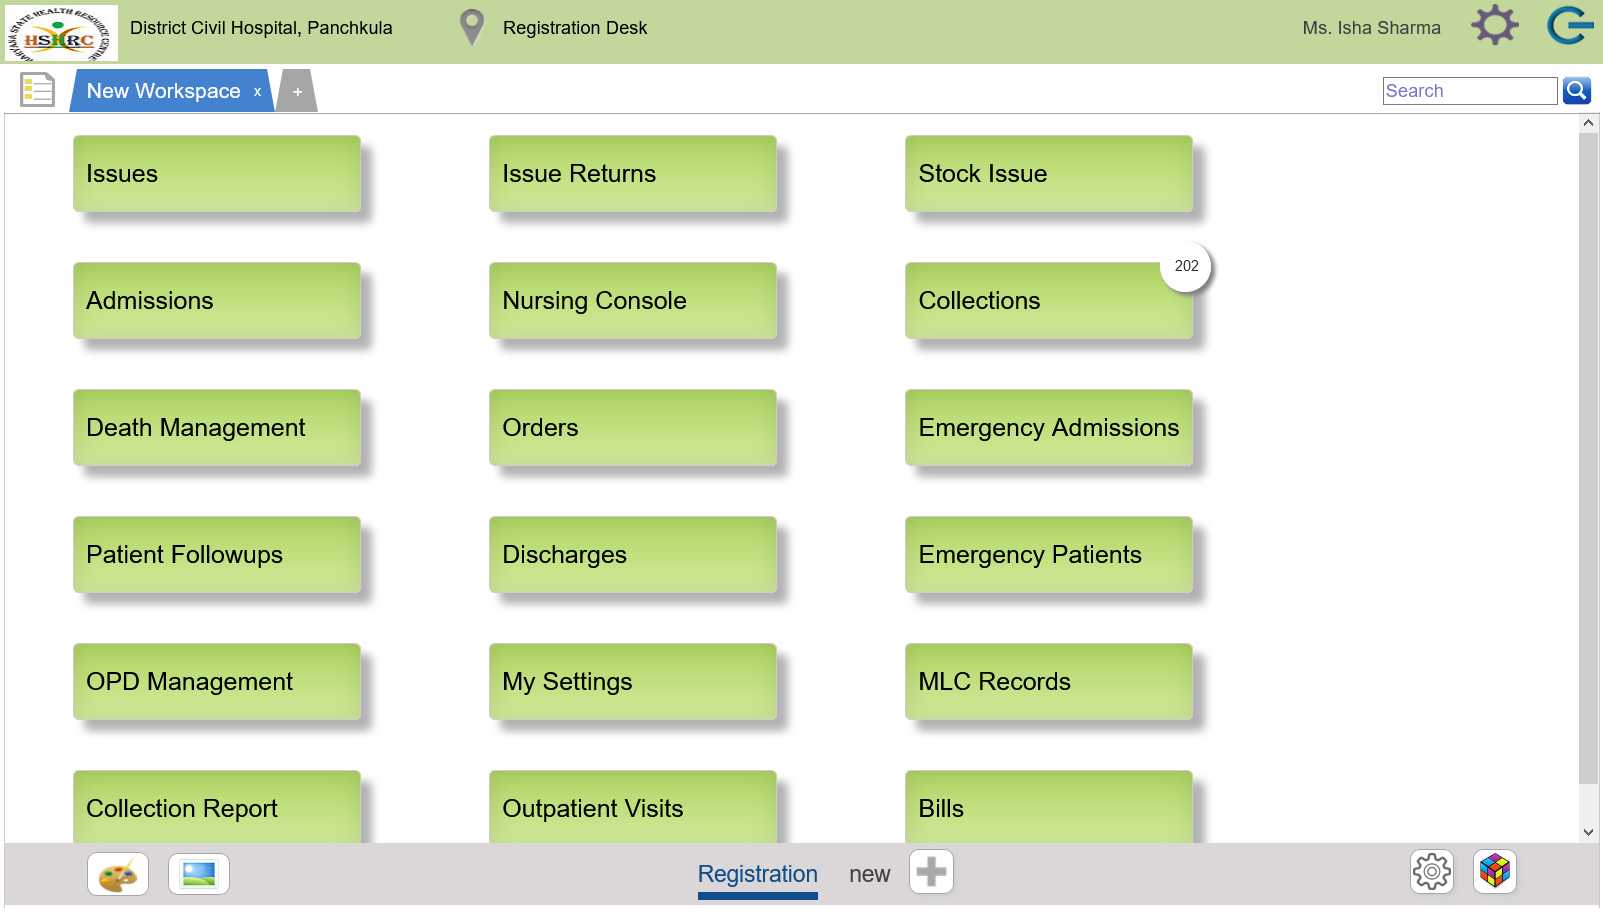 HARYANA STATE HEALTH RESOURCE CENTRE
HSHRC
District Civil Hospital, Panchkula
Registration Desk
Ms. Isha Sharma
New Workspace x
+
Search
Issues
Issue Returns
Stock Issue
202
Admissions
Nursing Console
Collections
Death Management
Orders
Emergency Admissions
Patient Followups
Discharges
Emergency Patients
OPD Management
My Settings
MLC Records
Collection Report
Outpatient Visits
Bills
Registration
new